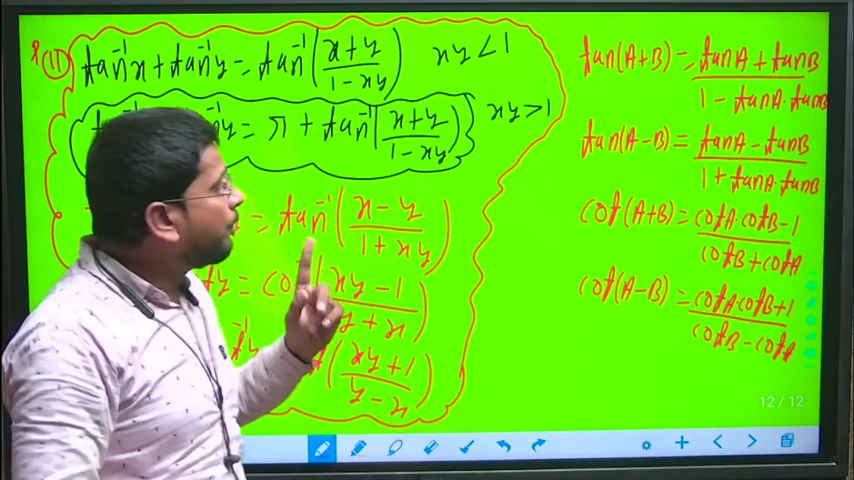 8 (11) tan⁻¹x + tan⁻¹y = tan⁻¹(x+y / 1-xy) xy < 1
y = π + tan⁻¹(x+y / 1-xy) xy > 1
= tan⁻¹(x-y / 1+xy)
y = co (xy-1 / y+x)
y (xy+1 / y-x)
tan(A+B) = tanA + tanB / 1 - tanA.tanB
tan(A-B) = tanA - tanB / 1 + tanA.tanB
cot(A+B) = cotA.cotB-1 / cotB+cotA
cot(A-B) = cotA.cotB+1 / cotB-cotA
12/12